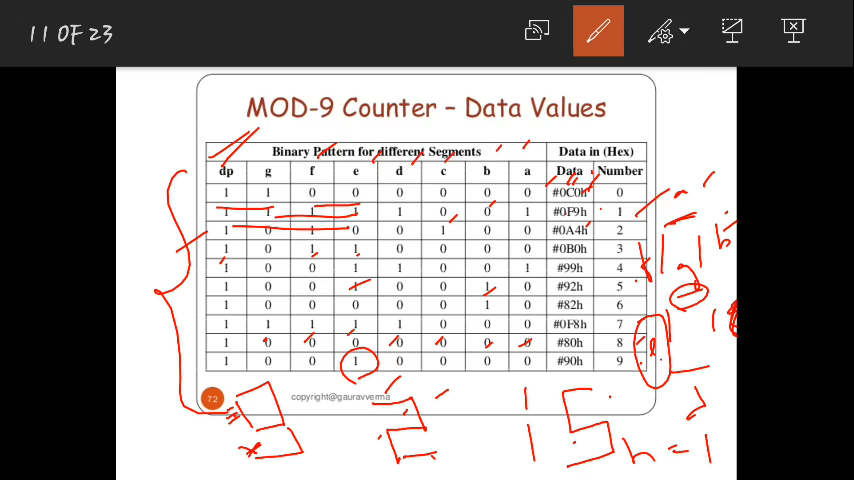 11 OF 23
MOD-9 Counter – Data Values
Binary Pattern for different Segments Data in (Hex)
dp g f e d c b a Data Number
1 1 0 0 0 0 0 0 #0C0h 0
1 1 1 1 1 0 0 1 #0F9h 1
1 0 1 0 0 1 0 0 #0A4h 2
1 0 1 1 0 0 0 0 #0B0h 3
1 0 0 1 1 0 0 1 #99h 4
1 0 0 1 0 0 1 0 #92h 5
1 0 0 0 0 0 1 0 #82h 6
1 1 1 1 1 0 0 0 #0F8h 7
1 0 0 0 0 0 0 0 #80h 8
1 0 0 1 0 0 0 0 #90h 9
72 copyright@gauravverma